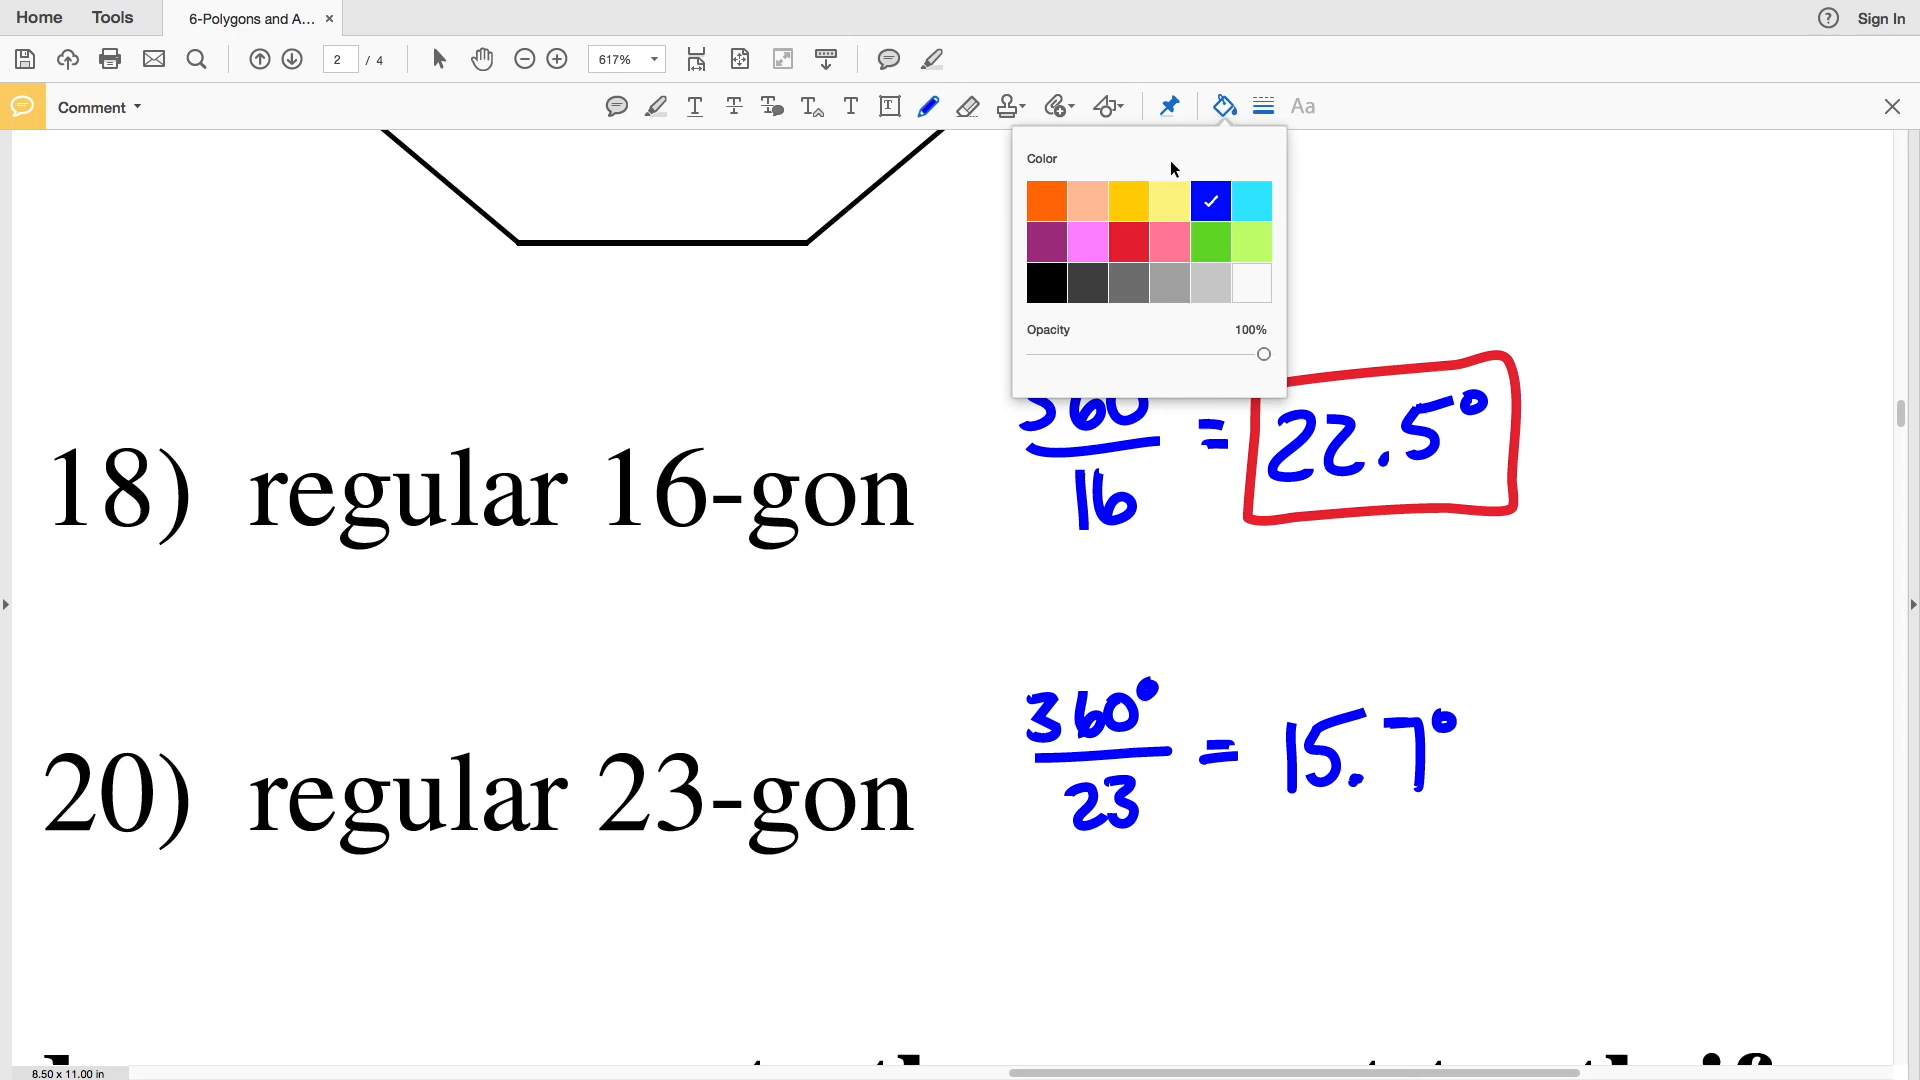 Home Tools 6-Polygons and A... × Sign In
2 / 4 617%
Comment Aa
Color
Opacity 100%
360
16
= 22.5°
18) regular 16-gon
360°
23
= 15.7°
20) regular 23-gon
8.50 x 11.00 in